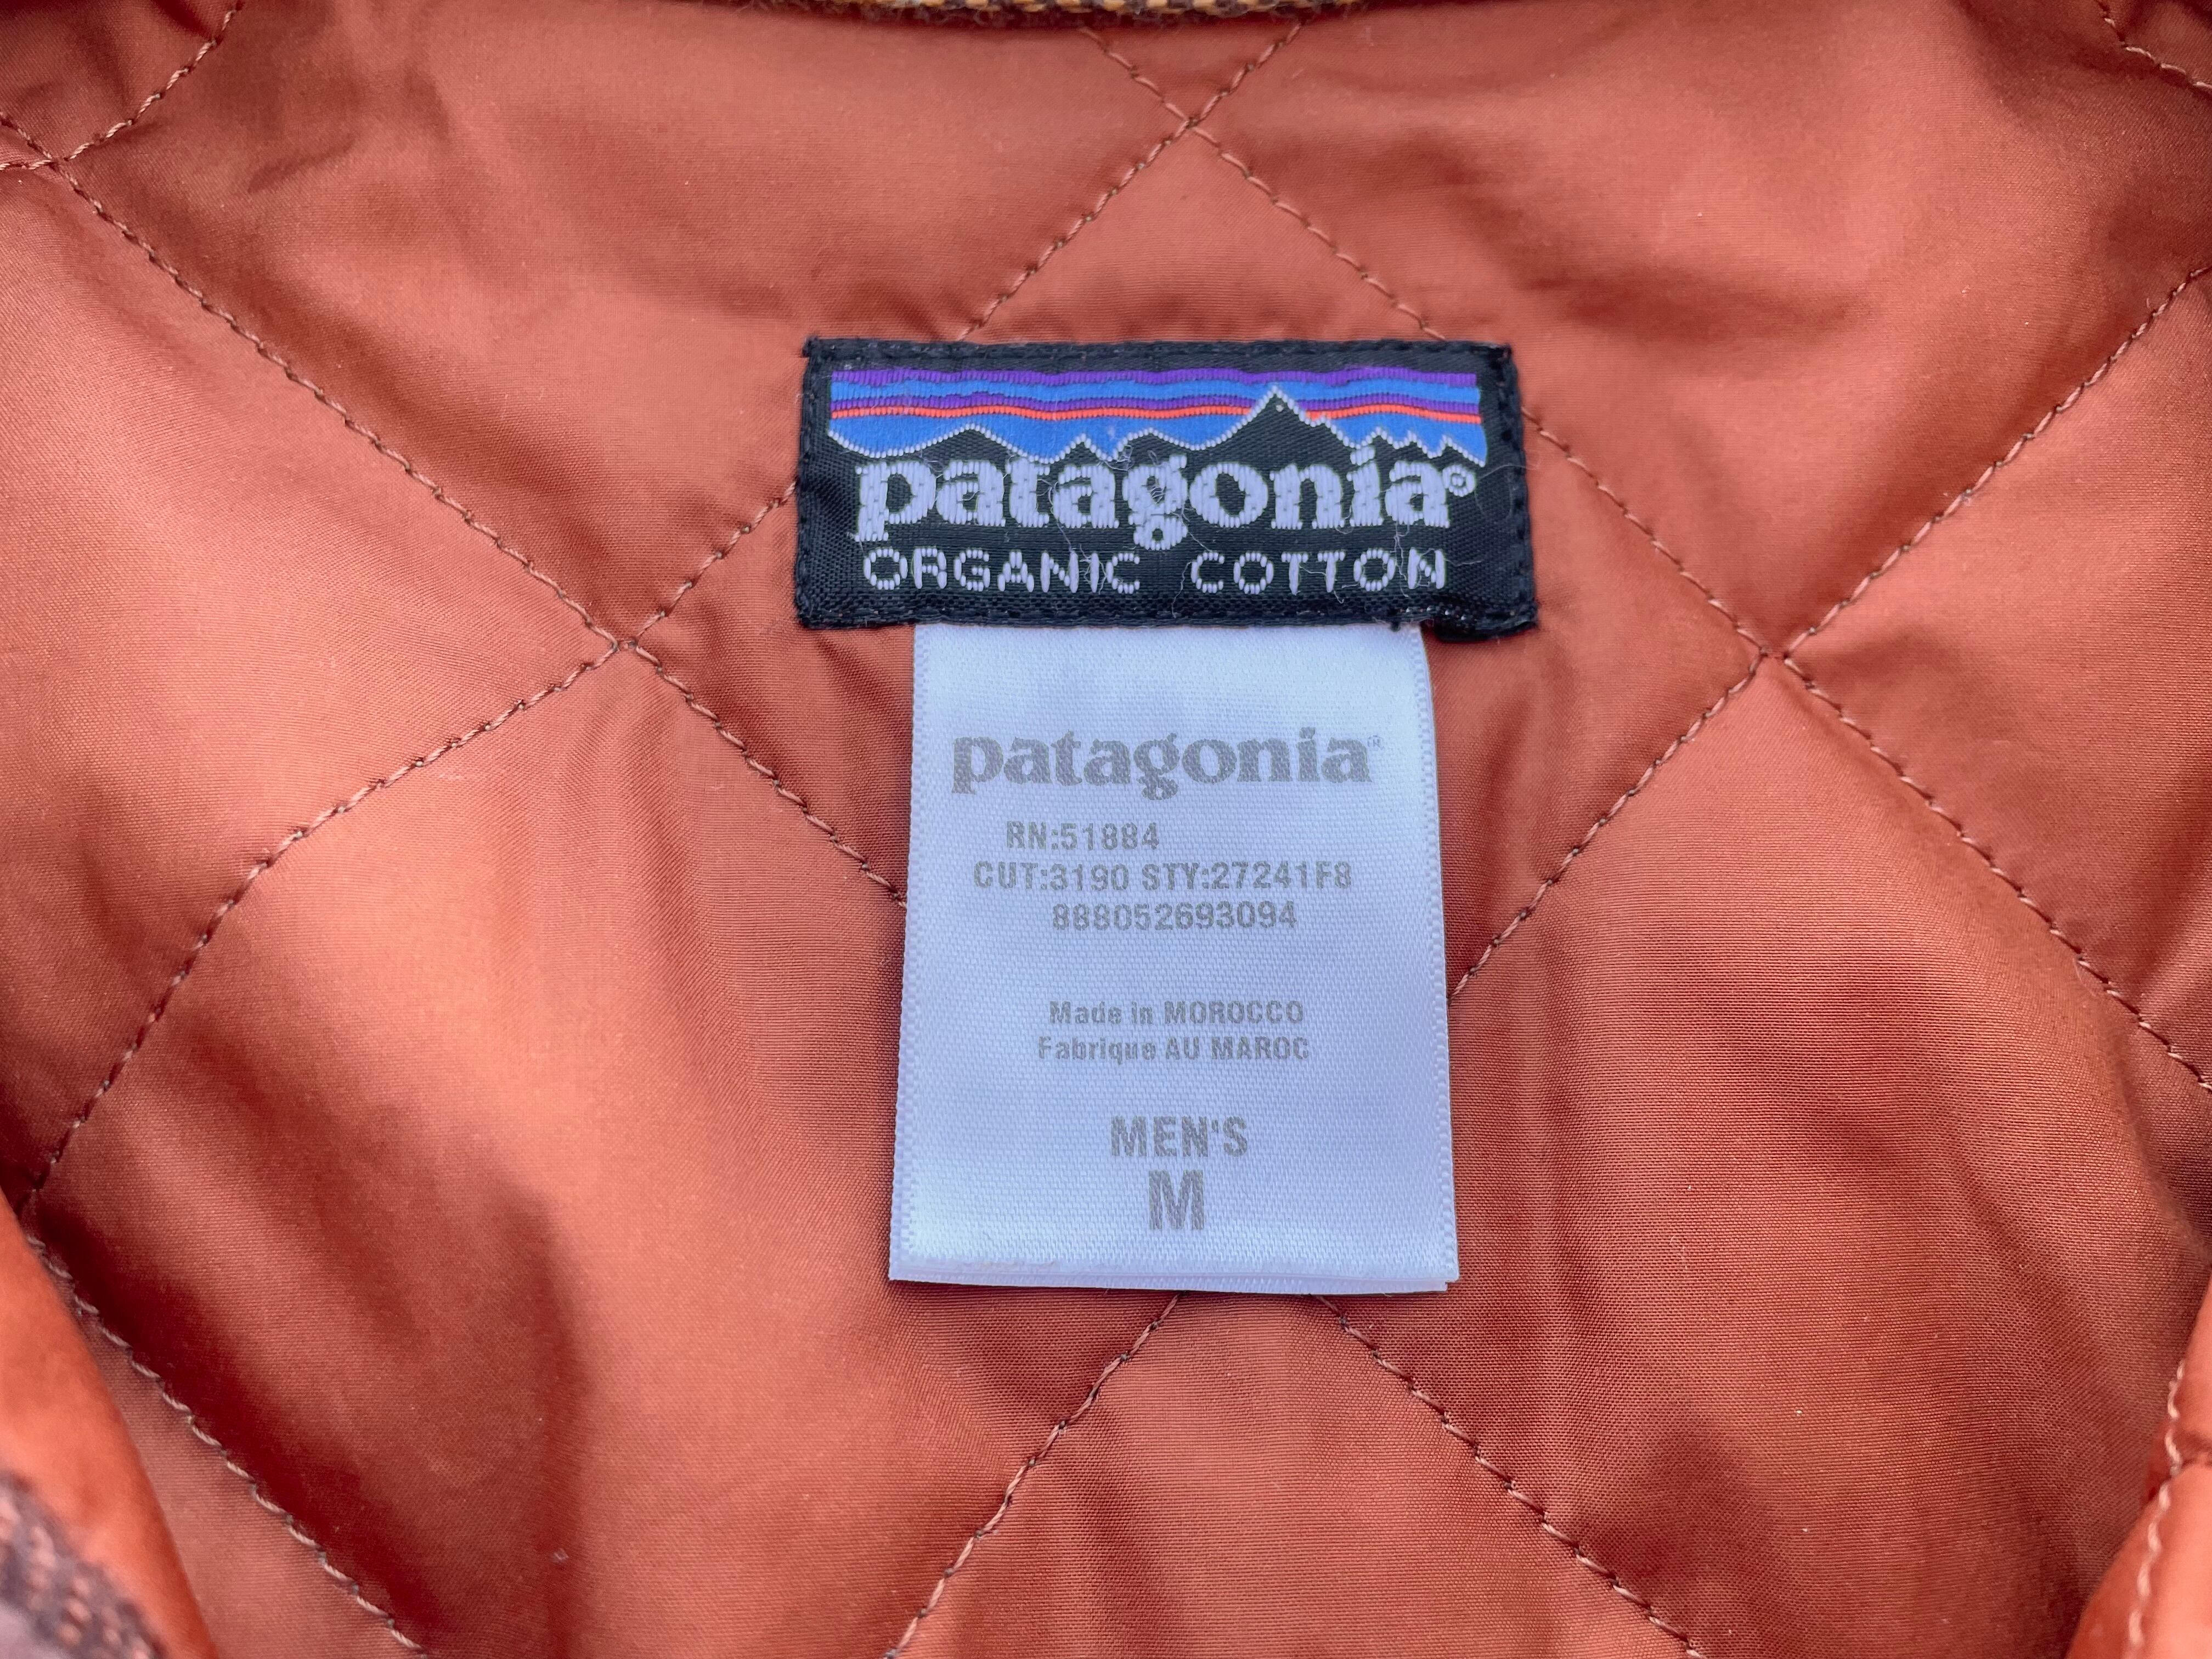 patagonia®
ORGANIC COTTON
patagonia®
RN:51884
CUT:3190 STY:27241F8
888052693094
Made in MOROCCO
Fabrique AU MAROC
MEN'S
M